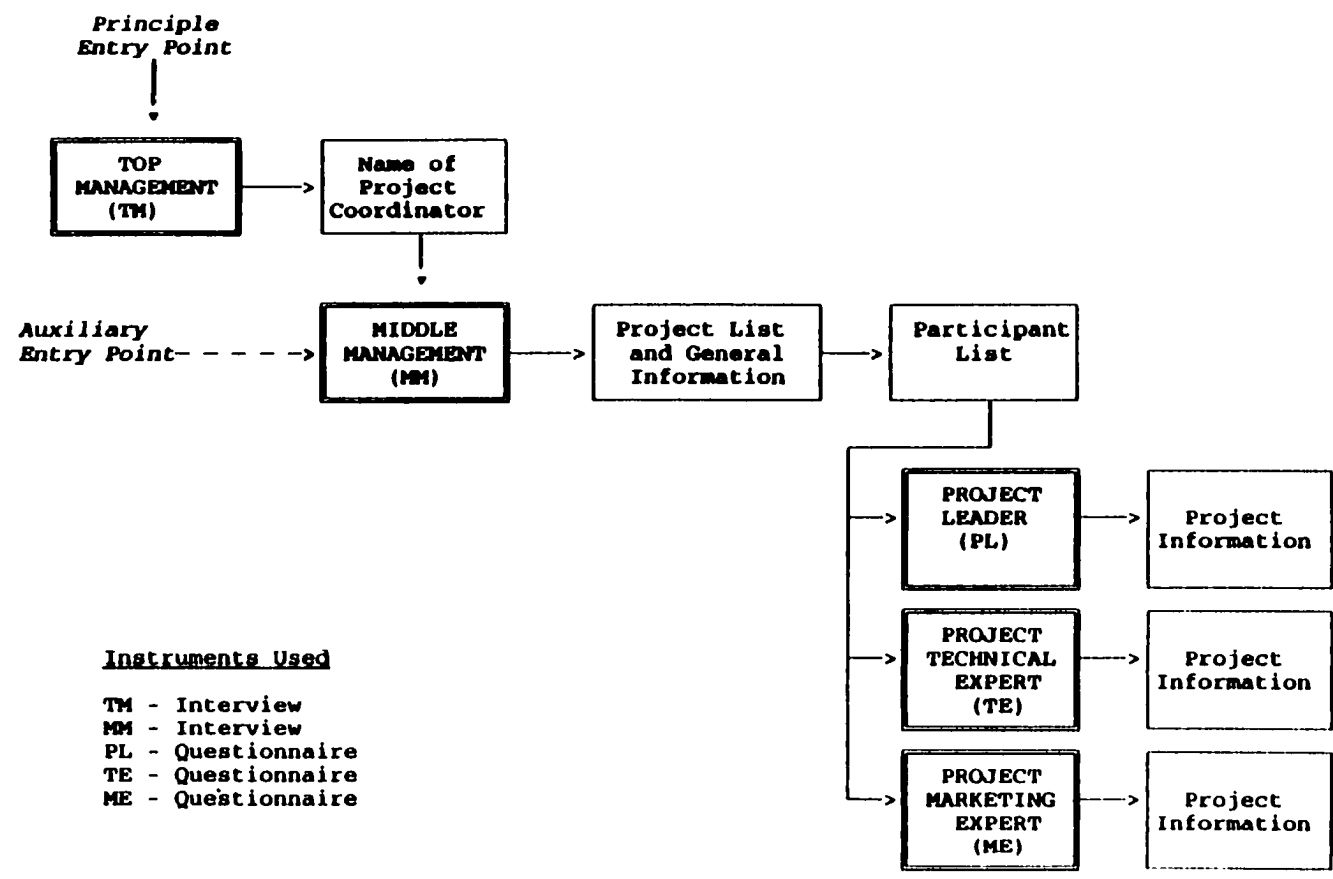 Principle
Entry Point
TOP
MANAGEMENT
(TM)
Name of
Project
Coordinator
Auxiliary
Entry Point
MIDDLE
MANAGEMENT
(MM)
Project List
and General
Information
Participant
List
PROJECT
LEADER
(PL)
Project
Information
PROJECT
TECHNICAL
EXPERT
(TE)
Project
Information
PROJECT
MARKETING
EXPERT
(ME)
Project
Information
Instruments Used
TM - Interview
MM - Interview
PL - Questionnaire
TE - Questionnaire
ME - Questionnaire